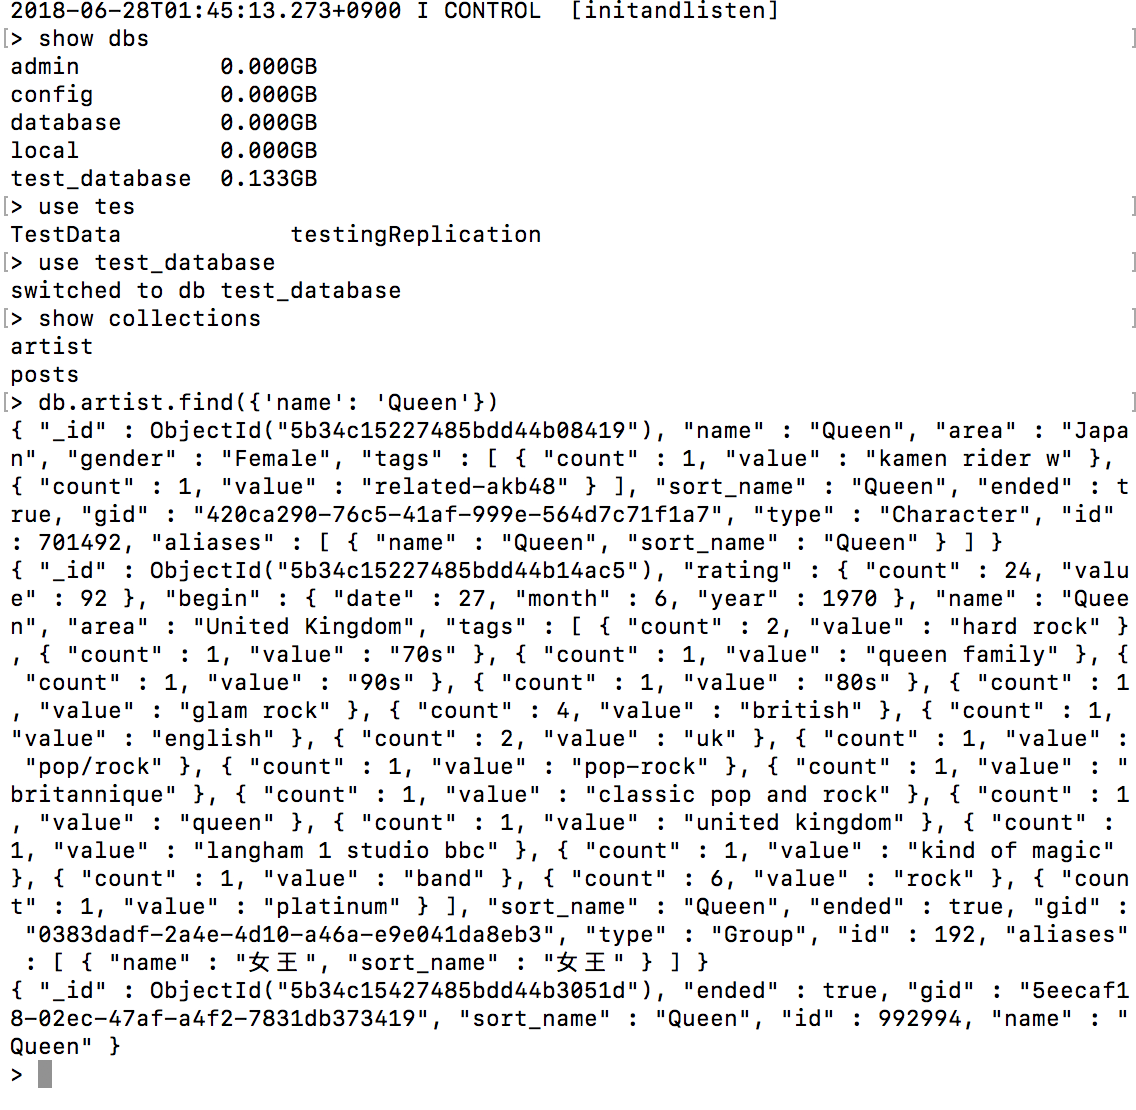 2018-06-28T01:45:13.273+0900 I CONTROL  [initandlisten]
[> show dbs ]
admin           0.000GB
config          0.000GB
database        0.000GB
local           0.000GB
test_database  0.133GB
[> use tes ]
TestData            testingReplication
[> use test_database ]
switched to db test_database
[> show collections ]
artist
posts
[> db.artist.find({'name': 'Queen'}) ]
{ "_id" : ObjectId("5b34c15227485bdd44b08419"), "name" : "Queen", "area" : "Japa
n", "gender" : "Female", "tags" : [ { "count" : 1, "value" : "kamen rider w" },
{ "count" : 1, "value" : "related-akb48" } ], "sort_name" : "Queen", "ended" : t
rue, "gid" : "420ca290-76c5-41af-999e-564d7c71f1a7", "type" : "Character", "id"
: 701492, "aliases" : [ { "name" : "Queen", "sort_name" : "Queen" } ] }
{ "_id" : ObjectId("5b34c15227485bdd44b14ac5"), "rating" : { "count" : 24, "valu
e" : 92 }, "begin" : { "date" : 27, "month" : 6, "year" : 1970 }, "name" : "Quee
n", "area" : "United Kingdom", "tags" : [ { "count" : 2, "value" : "hard rock" }
, { "count" : 1, "value" : "70s" }, { "count" : 1, "value" : "queen family" }, {
 "count" : 1, "value" : "90s" }, { "count" : 1, "value" : "80s" }, { "count" : 1
, "value" : "glam rock" }, { "count" : 4, "value" : "british" }, { "count" : 1,
"value" : "english" }, { "count" : 2, "value" : "uk" }, { "count" : 1, "value" :
 "pop/rock" }, { "count" : 1, "value" : "pop-rock" }, { "count" : 1, "value" : "
britannique" }, { "count" : 1, "value" : "classic pop and rock" }, { "count" : 1
, "value" : "queen" }, { "count" : 1, "value" : "united kingdom" }, { "count" :
1, "value" : "langham 1 studio bbc" }, { "count" : 1, "value" : "kind of magic"
}, { "count" : 1, "value" : "band" }, { "count" : 6, "value" : "rock" }, { "coun
t" : 1, "value" : "platinum" } ], "sort_name" : "Queen", "ended" : true, "gid" :
 "0383dadf-2a4e-4d10-a46a-e9e041da8eb3", "type" : "Group", "id" : 192, "aliases"
 : [ { "name" : "女王", "sort_name" : "女王" } ] }
{ "_id" : ObjectId("5b34c15427485bdd44b3051d"), "ended" : true, "gid" : "5eecaf1
8-02ec-47af-a4f2-7831db373419", "sort_name" : "Queen", "id" : 992994, "name" : "
Queen" }
>